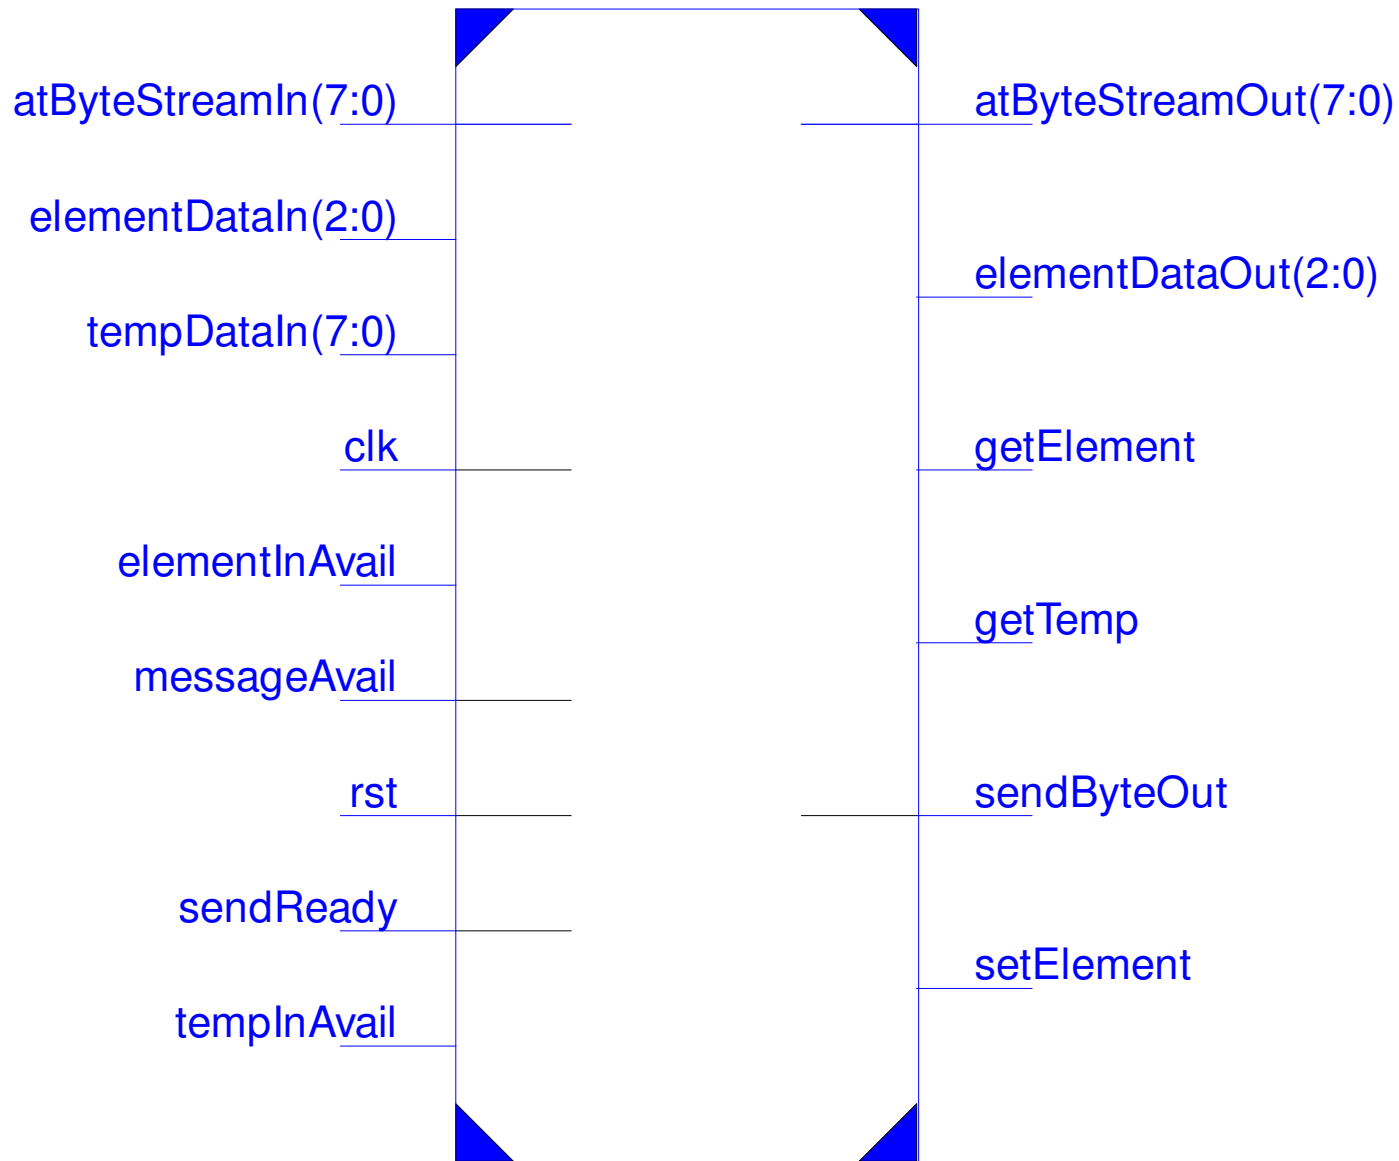 atByteStreamIn(7:0)
elementDataIn(2:0)
tempDataIn(7:0)
clk
elementInAvail
messageAvail
rst
sendReady
tempInAvail
atByteStreamOut(7:0)
elementDataOut(2:0)
getElement
getTemp
sendByteOut
setElement